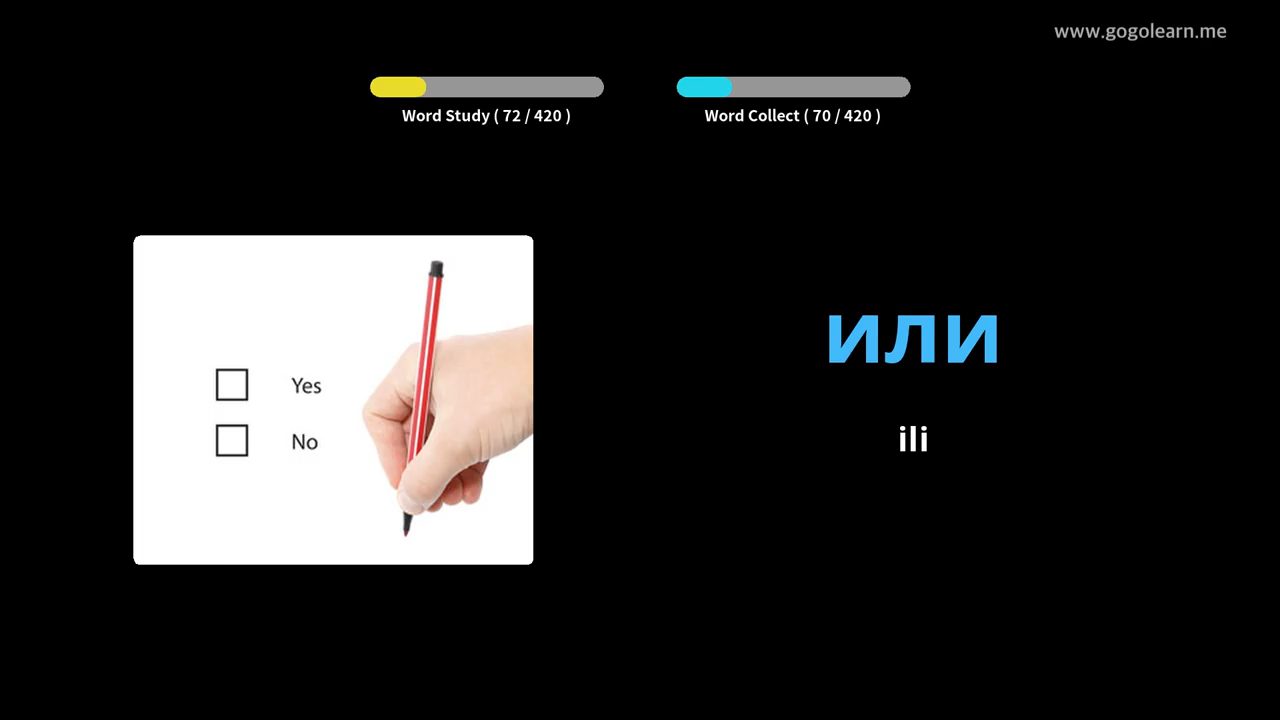 www.gogolearn.me
Word Study ( 72 / 420 )
Word Collect ( 70 / 420 )
Yes
No
или
ili